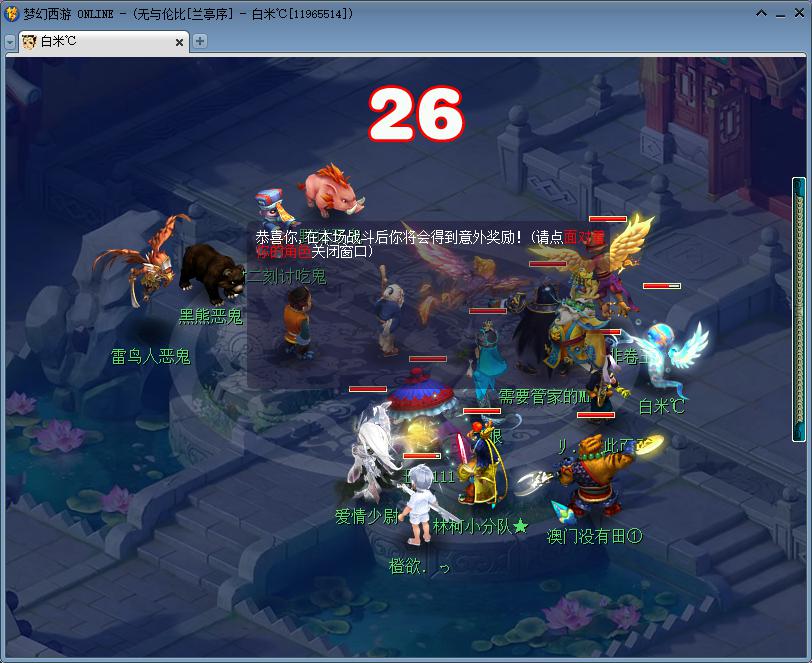 梦幻西游 ONLINE - (无与伦比[兰亭序] - 白米℃[11965514])
白米℃
26
恭喜你,在本场战斗后你将会得到意外奖励！(请点面对着
你的角色关闭窗口)
二刻讨吃鬼
黑熊恶鬼
雷鸟人恶鬼
需要管家的
白米℃
爱情少尉
林柯小分队★
澳门没有田①
橙欲．っ